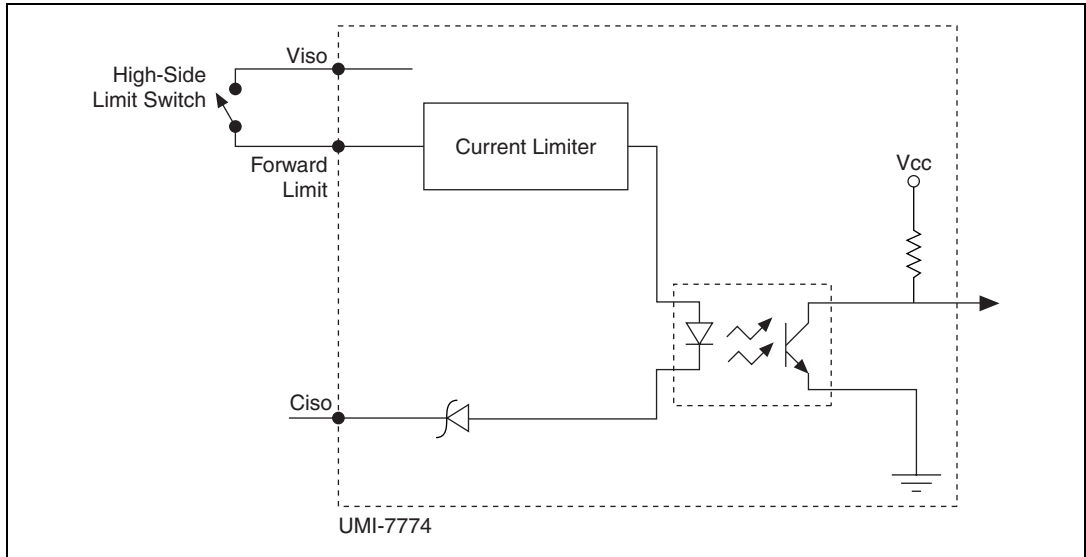 Viso
High-Side
Limit Switch
Current Limiter
Forward
Limit
Vcc
Ciso
UMI-7774